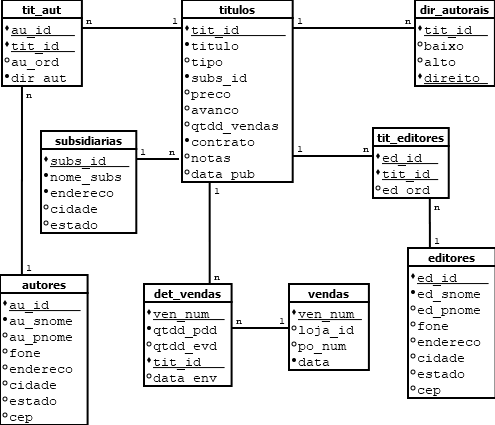 tit_aut
au_id
tit_id
au_ord
dir_aut
n
1
titulos
tit_id
titulo
tipo
subs_id
preco
avanco
qtdd_vendas
contrato
notas
data_pub
1
n
dir_autorais
tit_id
baixo
alto
direito
n
1
subsidiarias
subs_id
nome_subs
endereco
cidade
estado
1
n
1
n
tit_editores
ed_id
tit_id
ed_ord
n
1
1
n
autores
au_id
au_snome
au_pnome
fone
endereco
cidade
estado
cep
det_vendas
ven_num
qtdd_pdd
qtdd_evd
tit_id
data_env
n
1
vendas
ven_num
loja_id
po_num
data
editores
ed_id
ed_snome
ed_pnome
fone
endereco
cidade
estado
cep